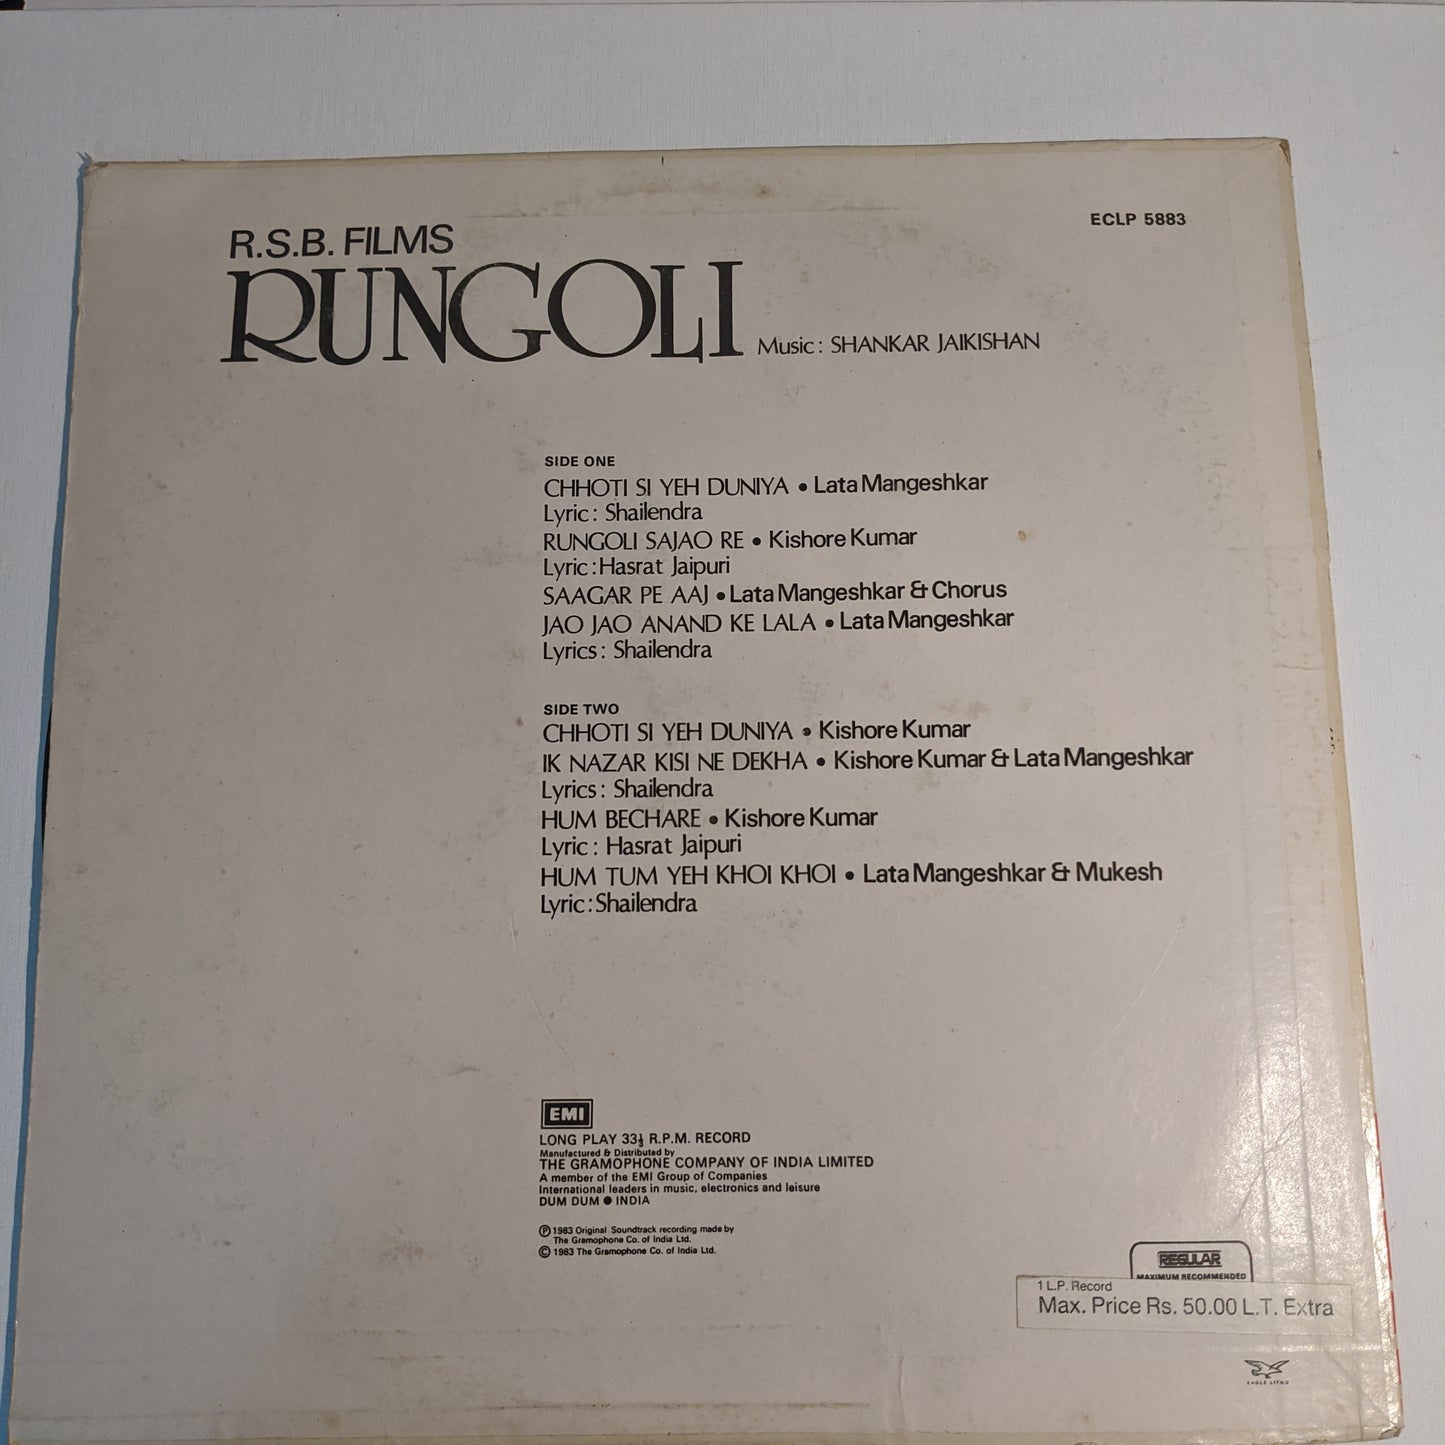 ECLP 5883
R.S.B. FILMS
RUNGOLI Music: SHANKAR JAIKISHAN
SIDE ONE
CHHOTI SI YEH DUNIYA • Lata Mangeshkar
Lyric: Shailendra
RUNGOLI SAJAO RE • Kishore Kumar
Lyric: Hasrat Jaipuri
SAAGAR PE AAJ • Lata Mangeshkar & Chorus
JAO JAO ANAND KE LALA • Lata Mangeshkar
Lyrics: Shailendra
SIDE TWO
CHHOTI SI YEH DUNIYA • Kishore Kumar
IK NAZAR KISI NE DEKHA • Kishore Kumar & Lata Mangeshkar
Lyrics: Shailendra
HUM BECHARE • Kishore Kumar
Lyric: Hasrat Jaipuri
HUM TUM YEH KHOI KHOI • Lata Mangeshkar & Mukesh
Lyric: Shailendra
EMI
LONG PLAY 33⅓ R.P.M. RECORD
Manufactured & Distributed by
THE GRAMOPHONE COMPANY OF INDIA LIMITED
A member of the EMI Group of Companies
International leaders in music, electronics and leisure
DUM DUM ● INDIA
Ⓟ 1983 Original Soundtrack recording made by
The Gramophone Co. of India Ltd.
© 1983 The Gramophone Co. of India Ltd.
REGULAR
MAXIMUM RECOMMENDED
1 L.P. Record
Max. Price Rs. 50.00 L.T. Extra
EAGLE LITHO